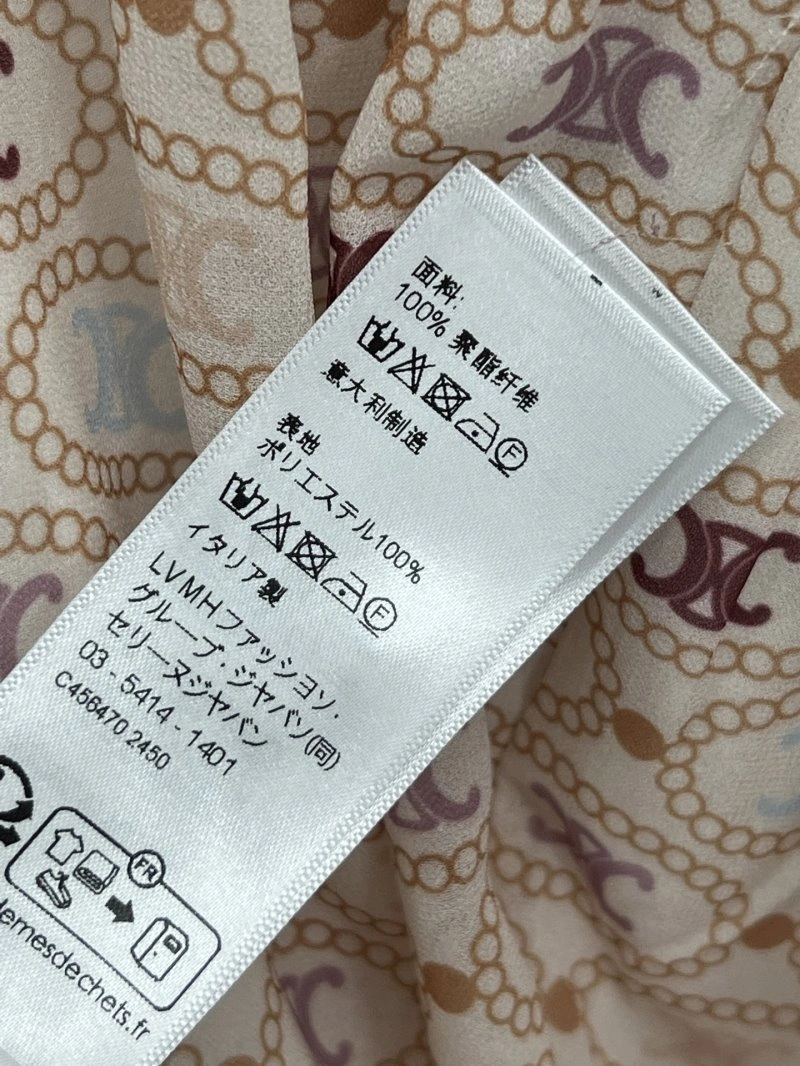 面料:
100% 聚酯纤维
F
意大利制造
表地
ポリエステル100%
F
イタリア製
LVMHファッション・
グループ・ジャパン(同)
セリーヌジャパン
03 - 5414 - 1401
C456470 2450
FR
demesdechets.fr